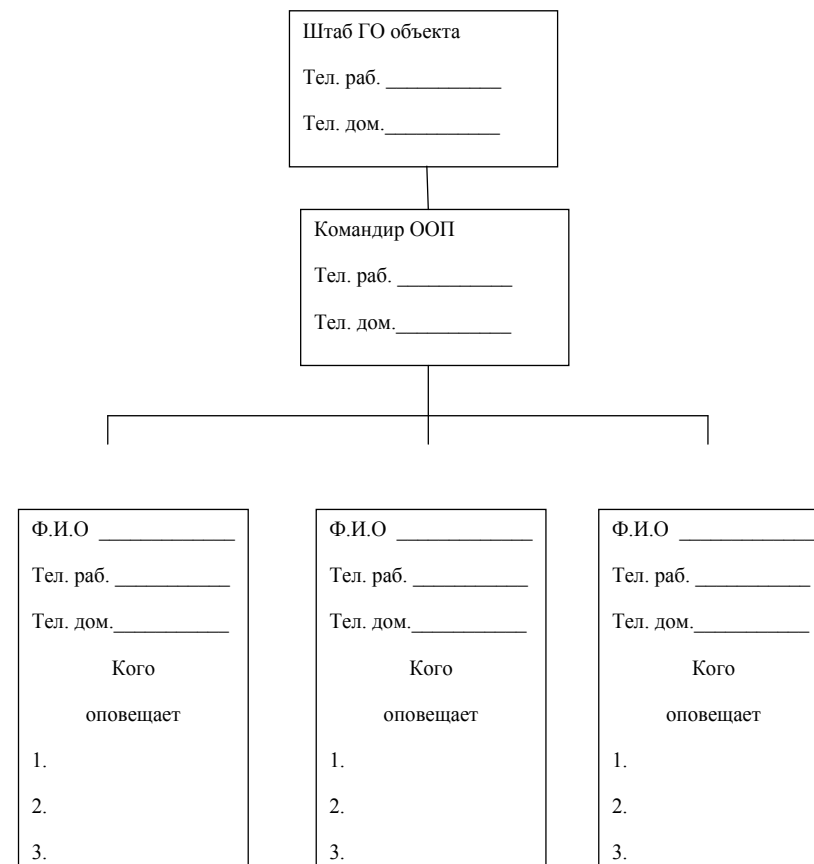 Штаб ГО объекта
Тел. раб. ___________
Тел. дом.___________
Командир ООП
Тел. раб. ___________
Тел. дом.___________
Ф.И.О _____________
Тел. раб. ___________
Тел. дом.___________
Кого
оповещает
1.
2.
3.
Ф.И.О _____________
Тел. раб. ___________
Тел. дом.___________
Кого
оповещает
1.
2.
3.
Ф.И.О _____________
Тел. раб. ___________
Тел. дом.___________
Кого
оповещает
1.
2.
3.